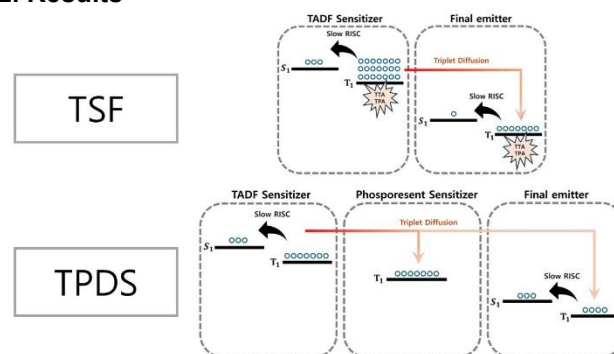 2. Results
TADF Sensitizer
Final emitter
Slow RISC
Triplet Diffusion
S₁
T₁
TTA
TPA
Slow RISC
S₁
T₁
TTA
TPA
TSF
TADF Sensitizer
Phosporesent Sensitizer
Final emitter
Slow RISC
Triplet Diffusion
S₁
T₁
T₁
Slow RISC
S₁
T₁
TPDS